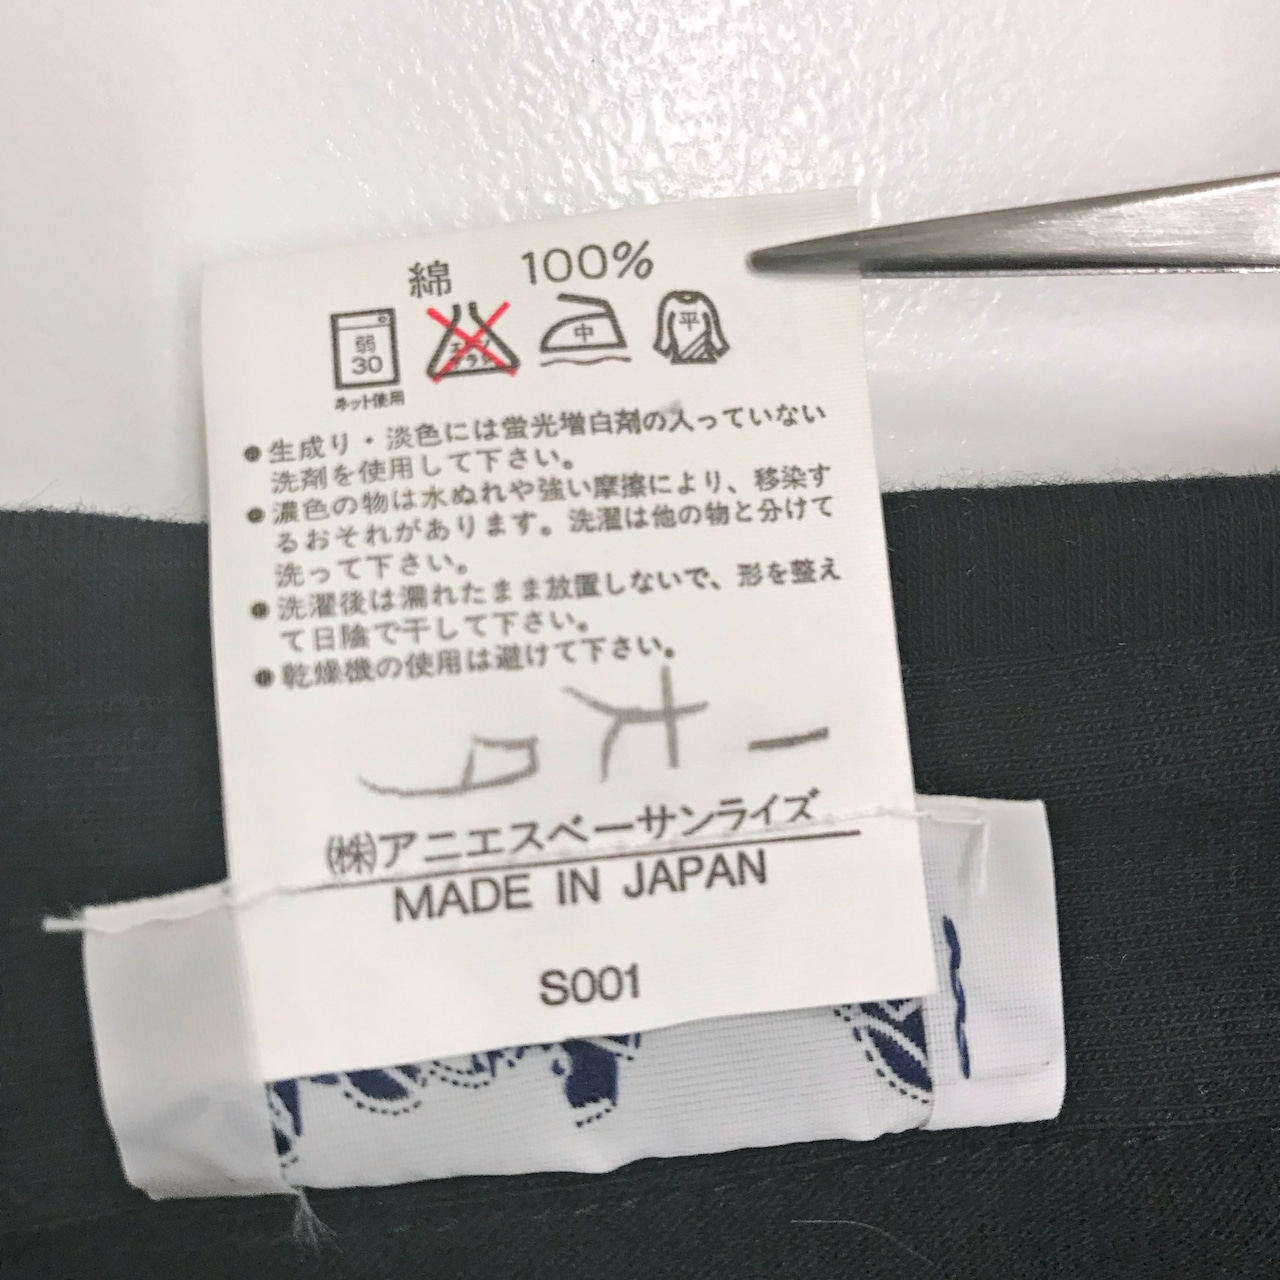 綿 100%
弱
30
ネット使用
エンソ
サラシ
中
平
●生成り・淡色には蛍光増白剤の入っていない
洗剤を使用して下さい。
●濃色の物は水ぬれや強い摩擦により、移染す
るおそれがあります。洗濯は他の物と分けて
洗って下さい。
●洗濯後は濡れたまま放置しないで、形を整え
て日陰で干して下さい。
●乾燥機の使用は避けて下さい。
㈱アニエスベーサンライズ
MADE IN JAPAN
S001